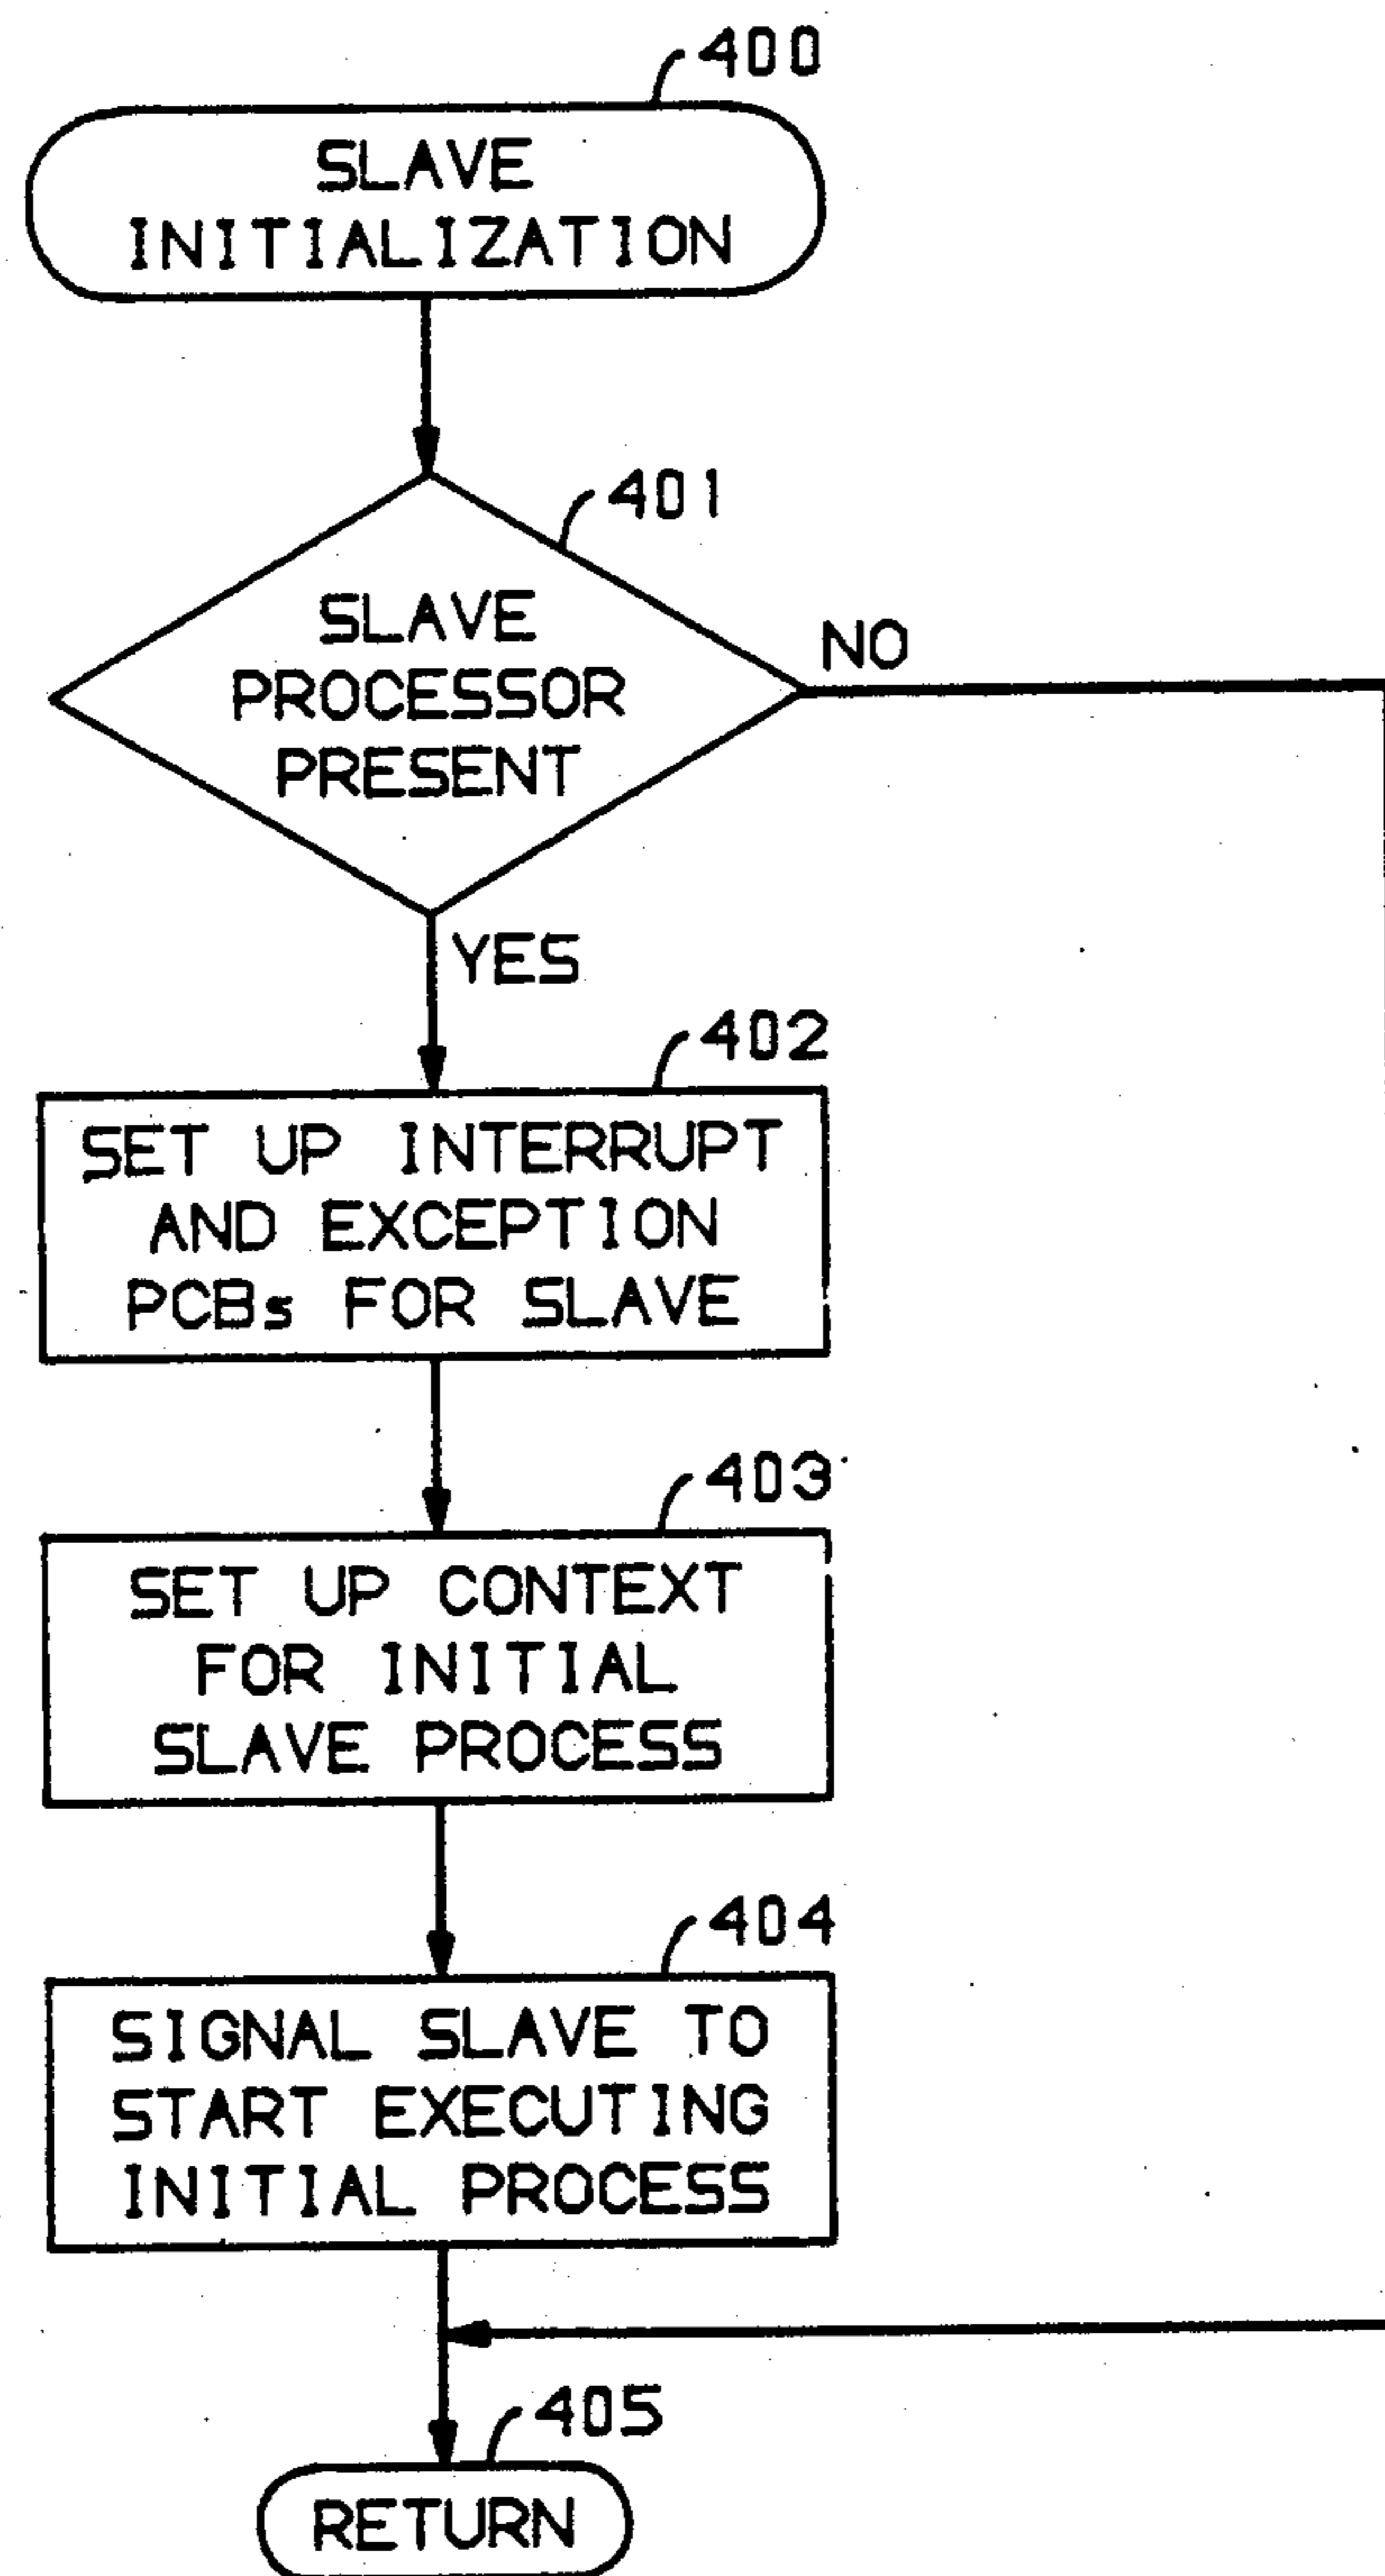 400
SLAVE
INITIALIZATION
401
SLAVE
PROCESSOR
PRESENT
NO
YES
402
SET UP INTERRUPT
AND EXCEPTION
PCBs FOR SLAVE
403
SET UP CONTEXT
FOR INITIAL
SLAVE PROCESS
404
SIGNAL SLAVE TO
START EXECUTING
INITIAL PROCESS
405
RETURN